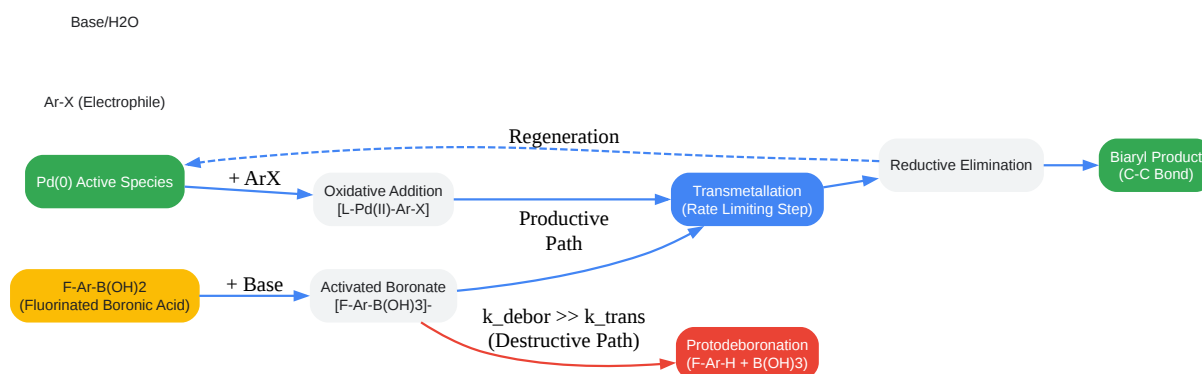 Base/H2O
Ar-X (Electrophile)
Regeneration
Pd(0) Active Species
+ ArX
Oxidative Addition
[L-Pd(II)-Ar-X]
Transmetallation
(Rate Limiting Step)
Reductive Elimination
Biaryl Product
(C-C Bond)
Productive
Path
F-Ar-B(OH)2
(Fluorinated Boronic Acid)
+ Base
Activated Boronate
[F-Ar-B(OH)3]-
k_debor >> k_trans
(Destructive Path)
Protodeboronation
(F-Ar-H + B(OH)3)